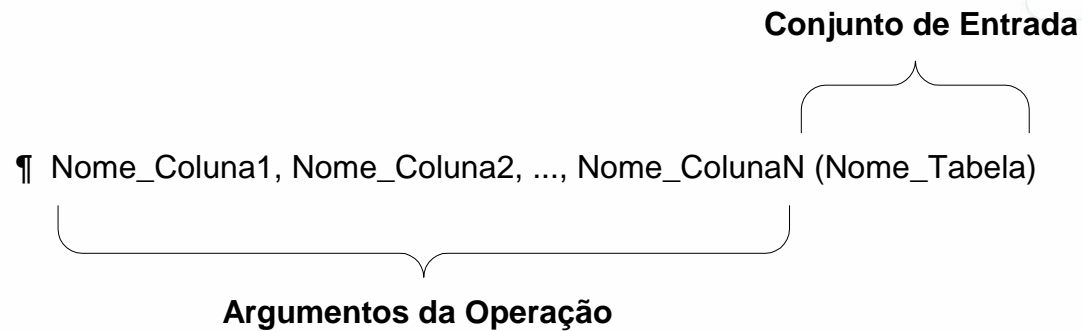 Conjunto de Entrada
¶ Nome_Coluna1, Nome_Coluna2, ..., Nome_ColunaN (Nome_Tabela)
Argumentos da Operação